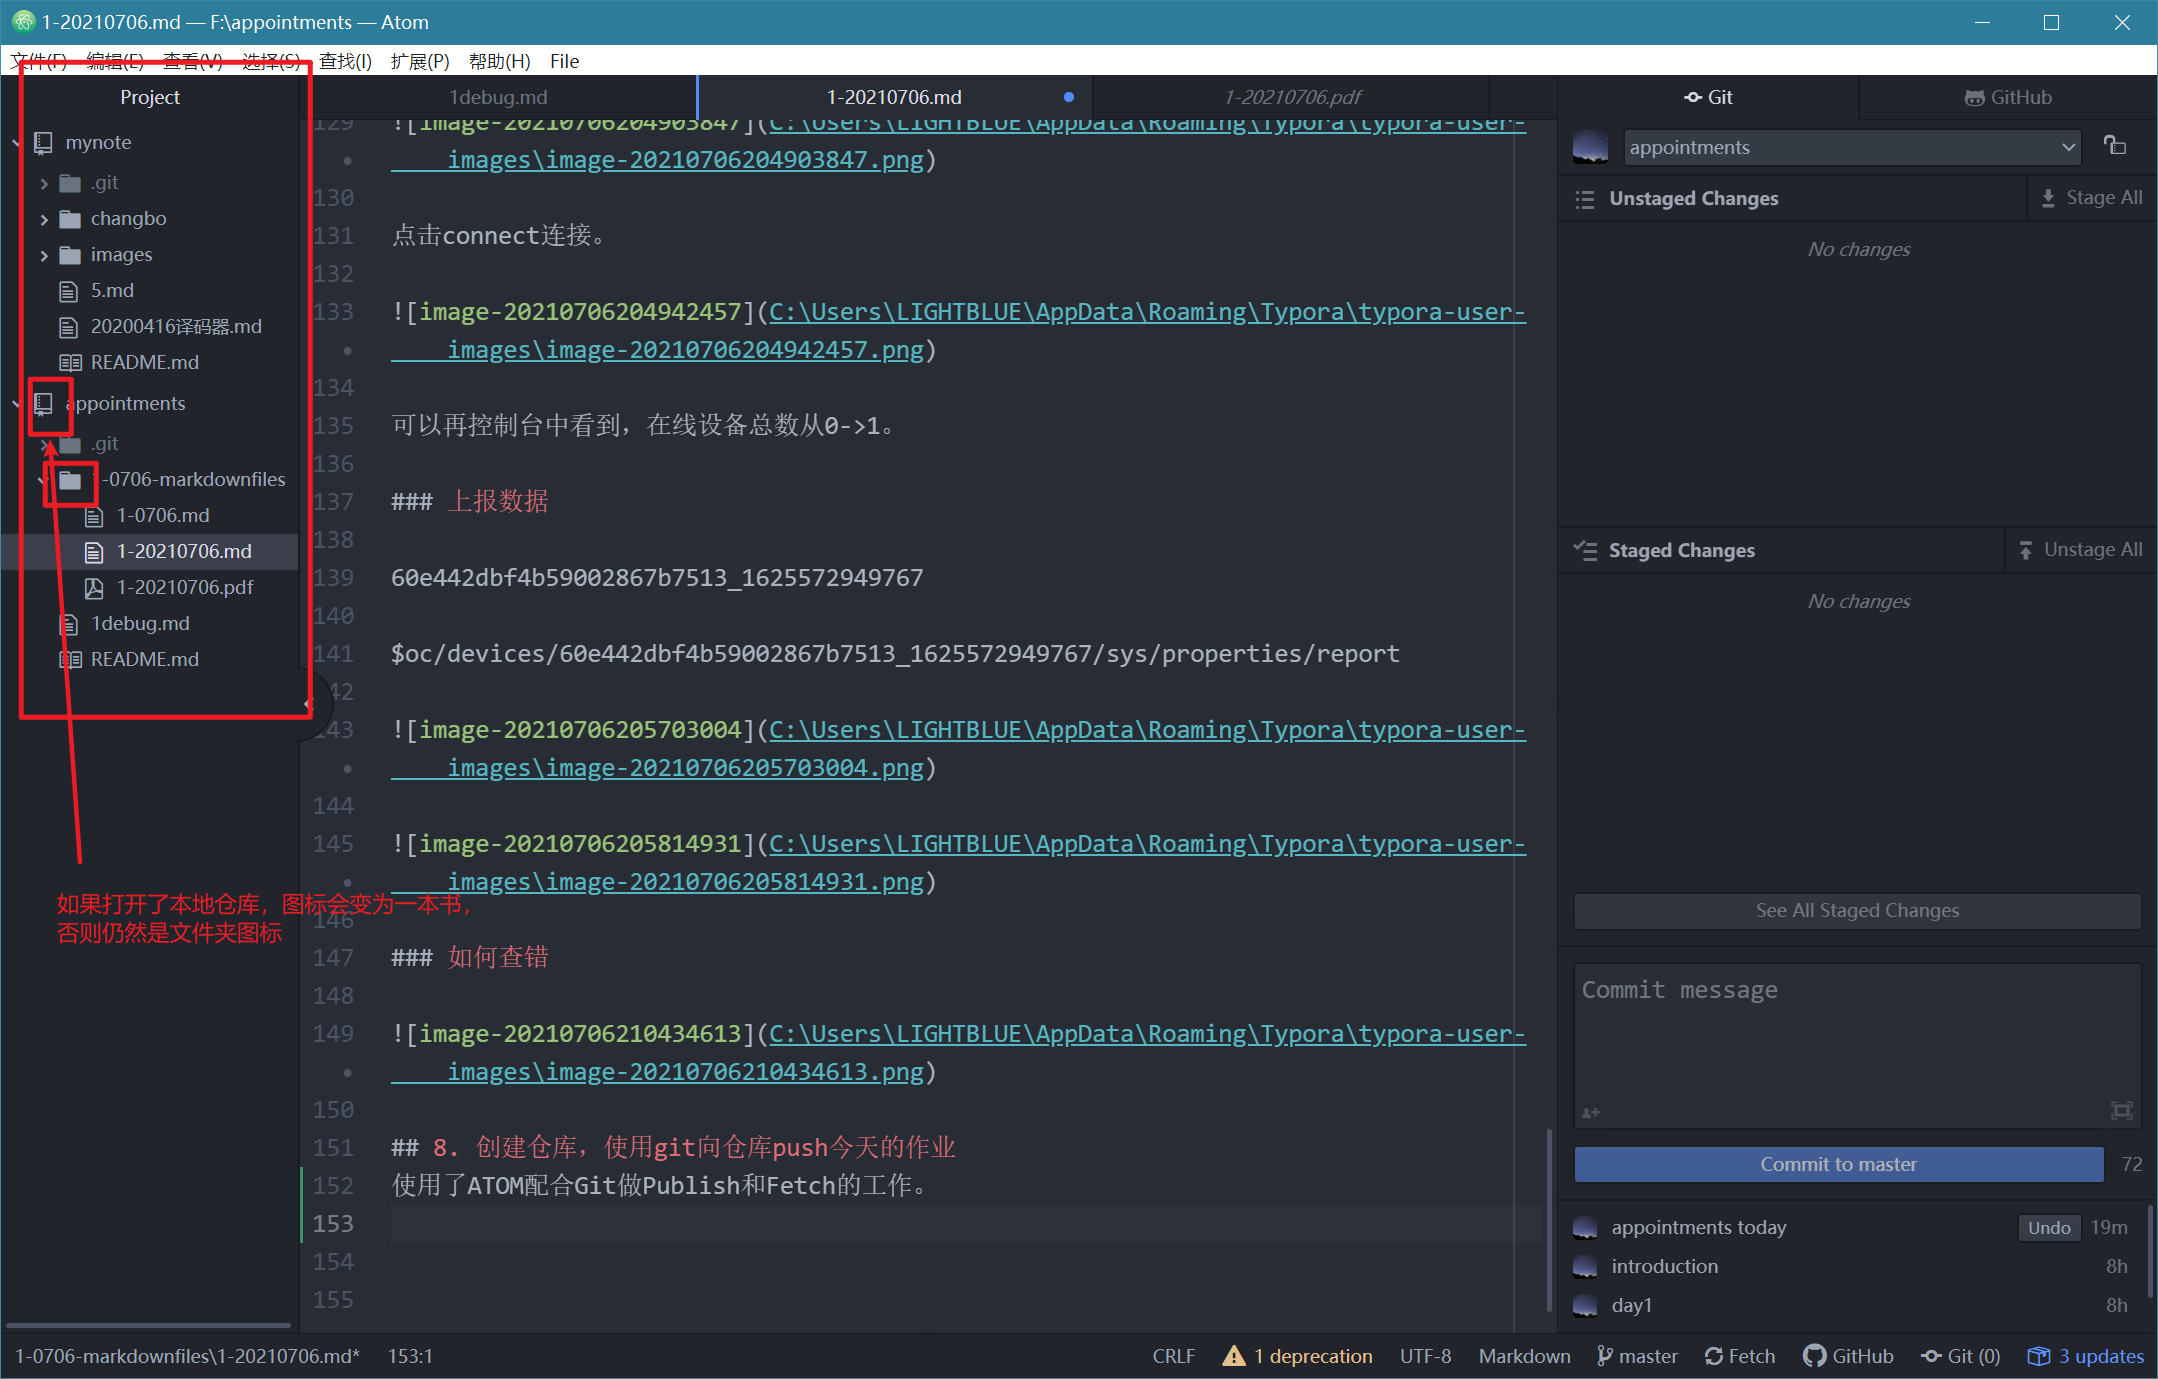 1-20210706.md — F:\appointments — Atom
文件(F) 编辑(E) 查看(V) 选择(S) 查找(I) 扩展(P) 帮助(H) File
Project
mynote
.git
changbo
images
5.md
20200416译码器.md
README.md
appointments
.git
1-0706-markdownfiles
1-0706.md
1-20210706.md
1-20210706.pdf
1debug.md
README.md
如果打开了本地仓库，图标会变为一本书，
否则仍然是文件夹图标
1debug.md
1-20210706.md
1-20210706.pdf
129 ![image-20210706204903847](C:\Users\LIGHTBLUE\AppData\Roaming\Typora\typora-user-
• images\image-20210706204903847.png)
130
131 点击connect连接。
132
133 ![image-20210706204942457](C:\Users\LIGHTBLUE\AppData\Roaming\Typora\typora-user-
• images\image-20210706204942457.png)
134
135 可以再控制台中看到，在线设备总数从0->1。
136
137 ### 上报数据
138
139 60e442dbf4b59002867b7513_1625572949767
140
141 $oc/devices/60e442dbf4b59002867b7513_1625572949767/sys/properties/report
142
143 ![image-20210706205703004](C:\Users\LIGHTBLUE\AppData\Roaming\Typora\typora-user-
• images\image-20210706205703004.png)
144
145 ![image-20210706205814931](C:\Users\LIGHTBLUE\AppData\Roaming\Typora\typora-user-
• images\image-20210706205814931.png)
146
147 ### 如何查错
148
149 ![image-20210706210434613](C:\Users\LIGHTBLUE\AppData\Roaming\Typora\typora-user-
• images\image-20210706210434613.png)
150
151 ## 8. 创建仓库，使用git向仓库push今天的作业
152 使用了ATOM配合Git做Publish和Fetch的工作。
153
154
155
Git
GitHub
appointments
Unstaged Changes
Stage All
No changes
Staged Changes
Unstage All
No changes
See All Staged Changes
Commit message
Commit to master 72
appointments today Undo 19m
introduction 8h
day1 8h
1-0706-markdownfiles\1-20210706.md* 153:1 CRLF 1 deprecation UTF-8 Markdown master Fetch GitHub Git (0) 3 updates